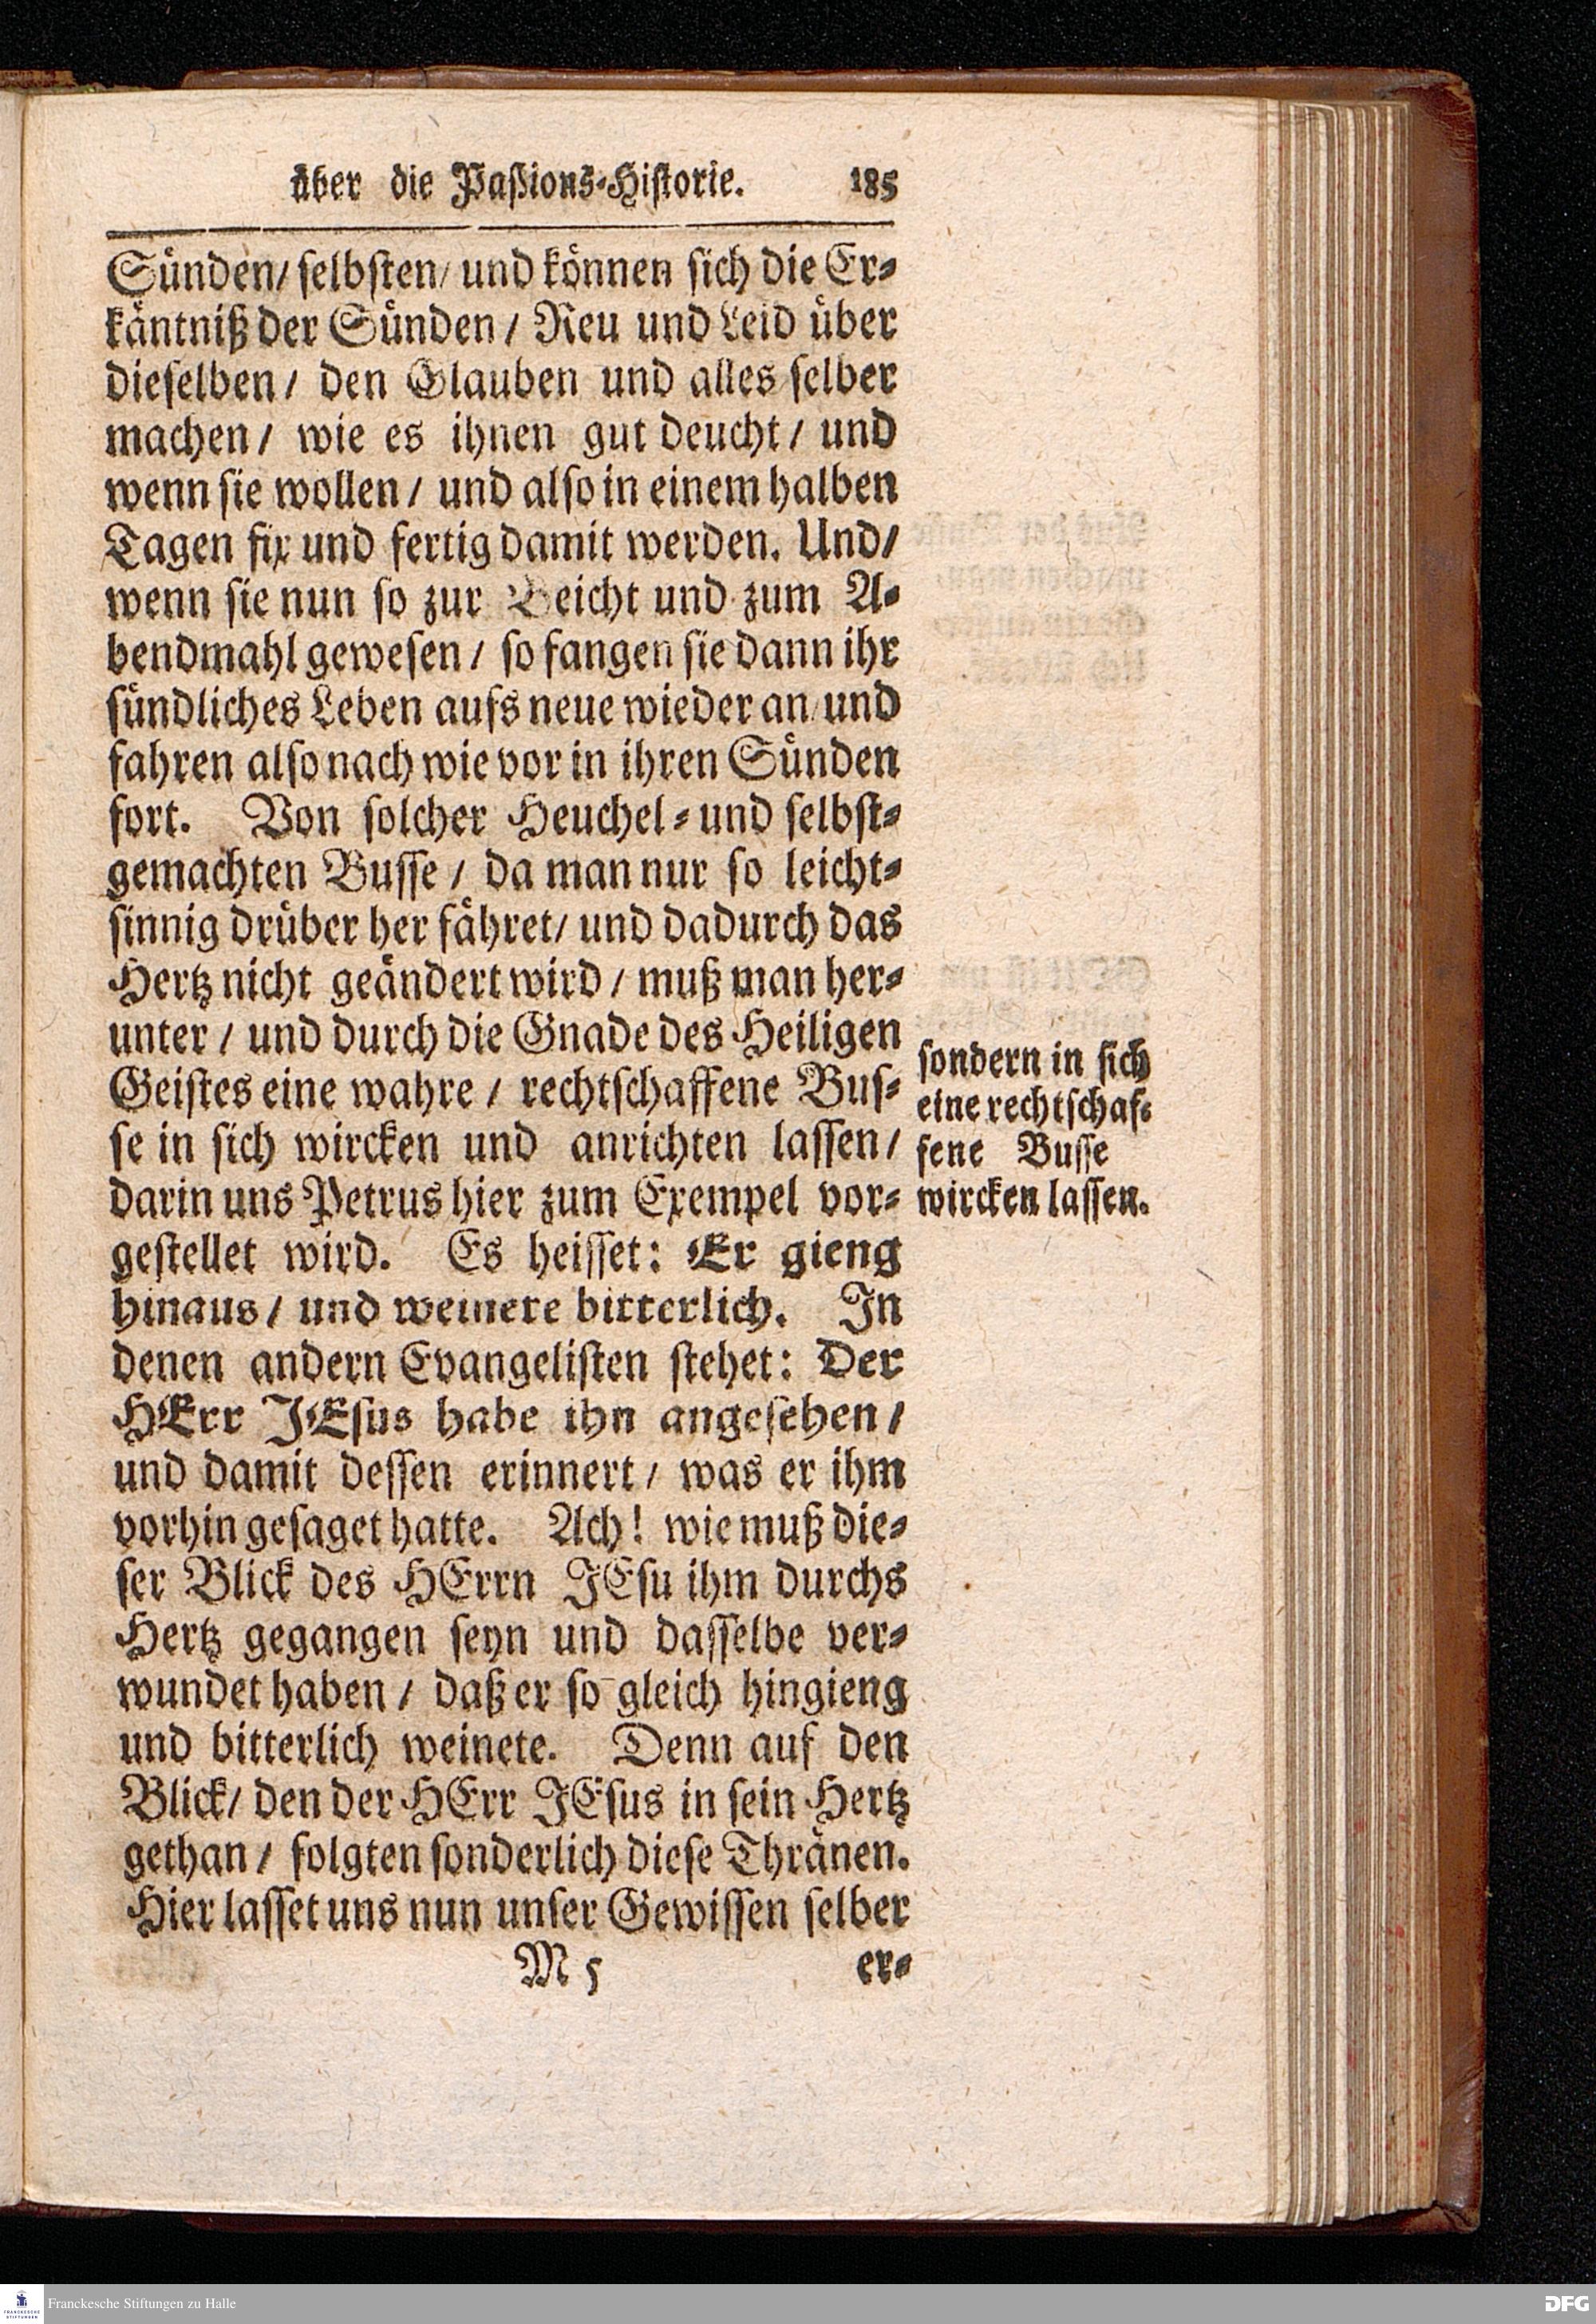 über die Paßions-Historie. 185
Sünden/ selbsten/ und können sich die Er-
käntniß der Sünden / Reu und Leid über
dieselben / den Glauben und alles selber
machen / wie es ihnen gut deucht / und
wenn sie wollen / und also in einem halben
Tagen fix und fertig damit werden. Und/
wenn sie nun so zur Beicht und zum A-
bendmahl gewesen / so fangen sie dann ihr
sündliches Leben aufs neue wieder an/ und
fahren also nach wie vor in ihren Sünden
fort. Von solcher Heuchel- und selbst-
gemachten Busse / da man nur so leicht-
sinnig drüber her fähret/ und dadurch das
Hertz nicht geändert wird / muß man her-
unter / und durch die Gnade des Heiligen
Geistes eine wahre / rechtschaffene Bus-
se in sich wircken und anrichten lassen/
darin uns Petrus hier zum Exempel vor-
gestellet wird. Es heisset: Er gieng
hinaus / und weinete bitterlich. In
denen andern Evangelisten stehet: Der
HErr JEsus habe ihn angesehen /
und damit dessen erinnert / was er ihm
vorhin gesaget hatte. Ach! wie muß die-
ser Blick des HErrn JEsu ihm durchs
Hertz gegangen seyn und dasselbe ver-
wundet haben / daß er so gleich hingieng
und bitterlich weinete. Denn auf den
Blick/ den der HErr JEsus in sein Hertz
gethan / folgten sonderlich diese Thränen.
Hier lasset uns nun unser Gewissen selber
M 5 er-
sondern in sich
eine rechtschaf-
fene Busse
wircken lassen.
Franckesche Stiftungen zu Halle
DFG